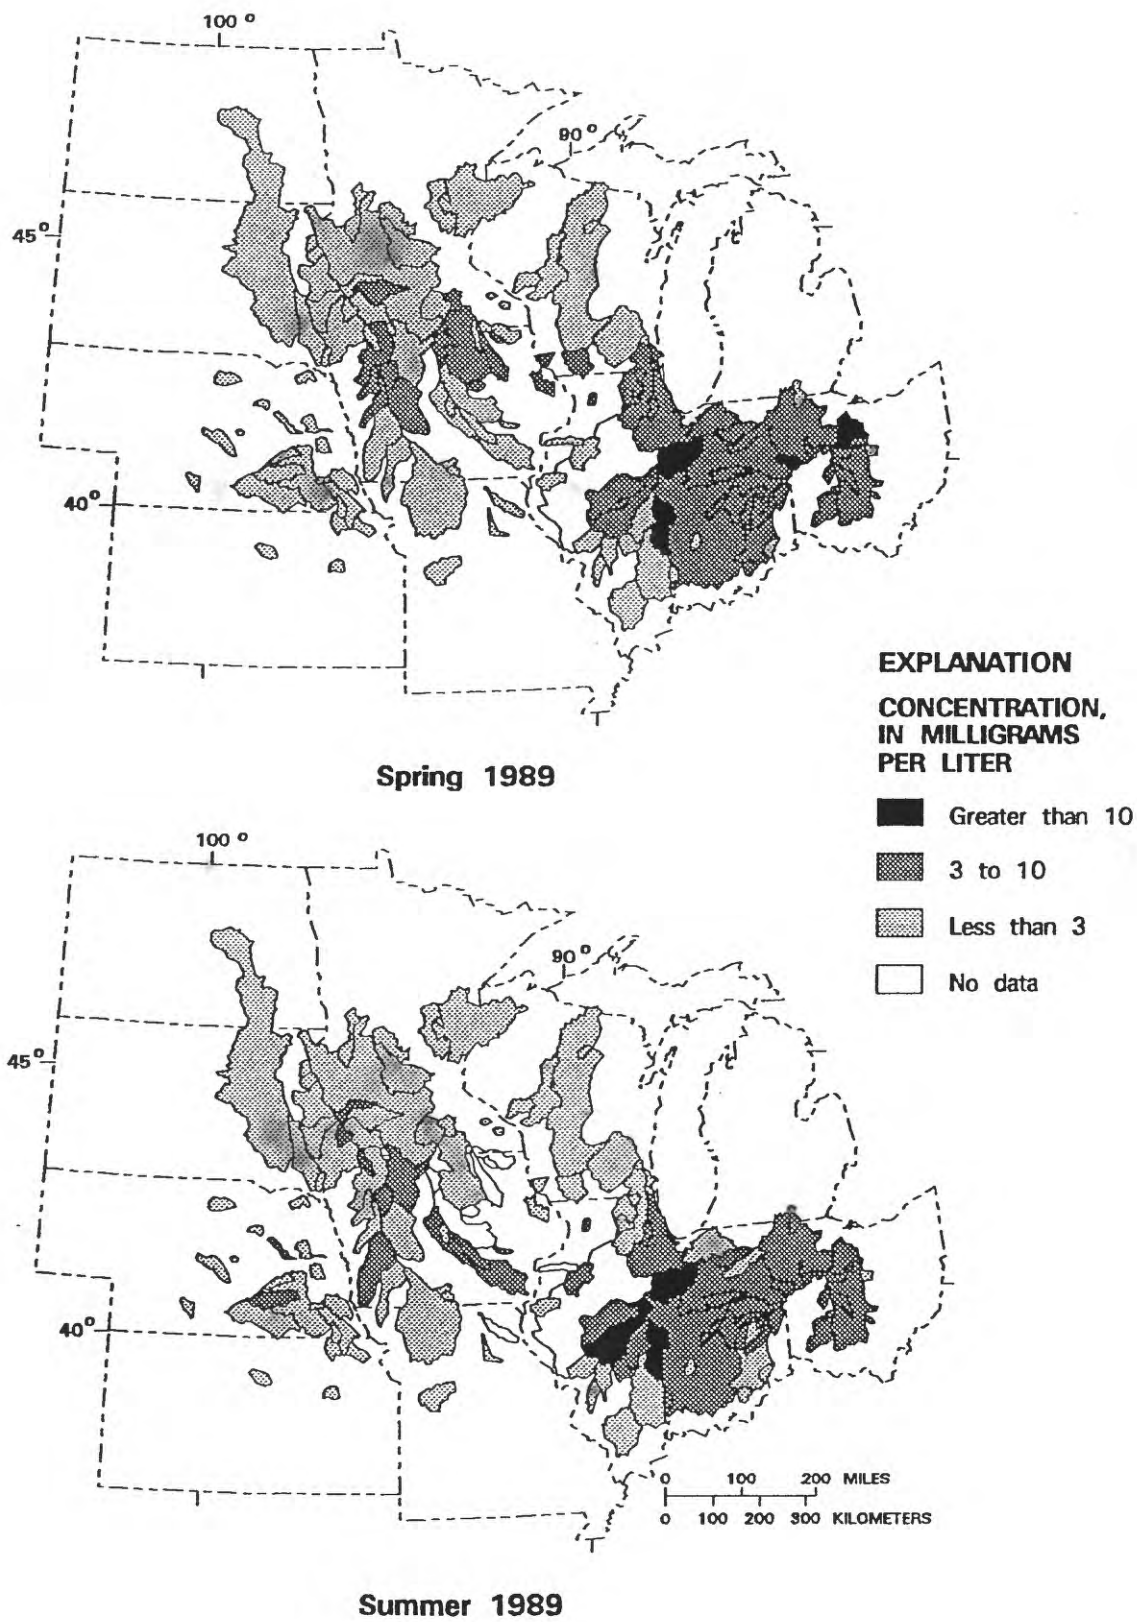 100 °
90 °
45°
40°
Spring 1989
EXPLANATION
CONCENTRATION,
IN MILLIGRAMS
PER LITER
Greater than 10
3 to 10
Less than 3
No data
100 °
90 °
45°
40°
0 100 200 MILES
0 100 200 300 KILOMETERS
Summer 1989